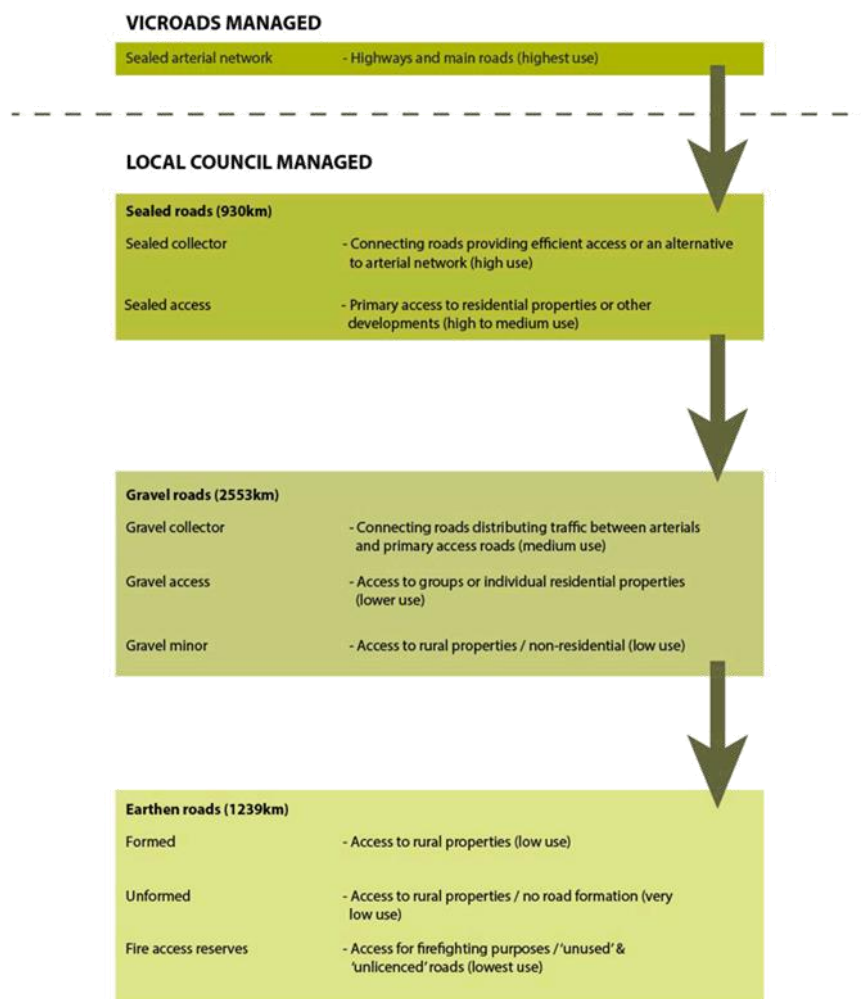 VICROADS MANAGED
Sealed arterial network - Highways and main roads (highest use)
LOCAL COUNCIL MANAGED
Sealed roads (930km)
Sealed collector - Connecting roads providing efficient access or an alternative
to arterial network (high use)
Sealed access - Primary access to residential properties or other
developments (high to medium use)
Gravel roads (2553km)
Gravel collector - Connecting roads distributing traffic between arterials
and primary access roads (medium use)
Gravel access - Access to groups or individual residential properties
(lower use)
Gravel minor - Access to rural properties / non-residential (low use)
Earthen roads (1239km)
Formed - Access to rural properties (low use)
Unformed - Access to rural properties / no road formation (very
low use)
Fire access reserves - Access for firefighting purposes / 'unused' &
'unlicenced' roads (lowest use)